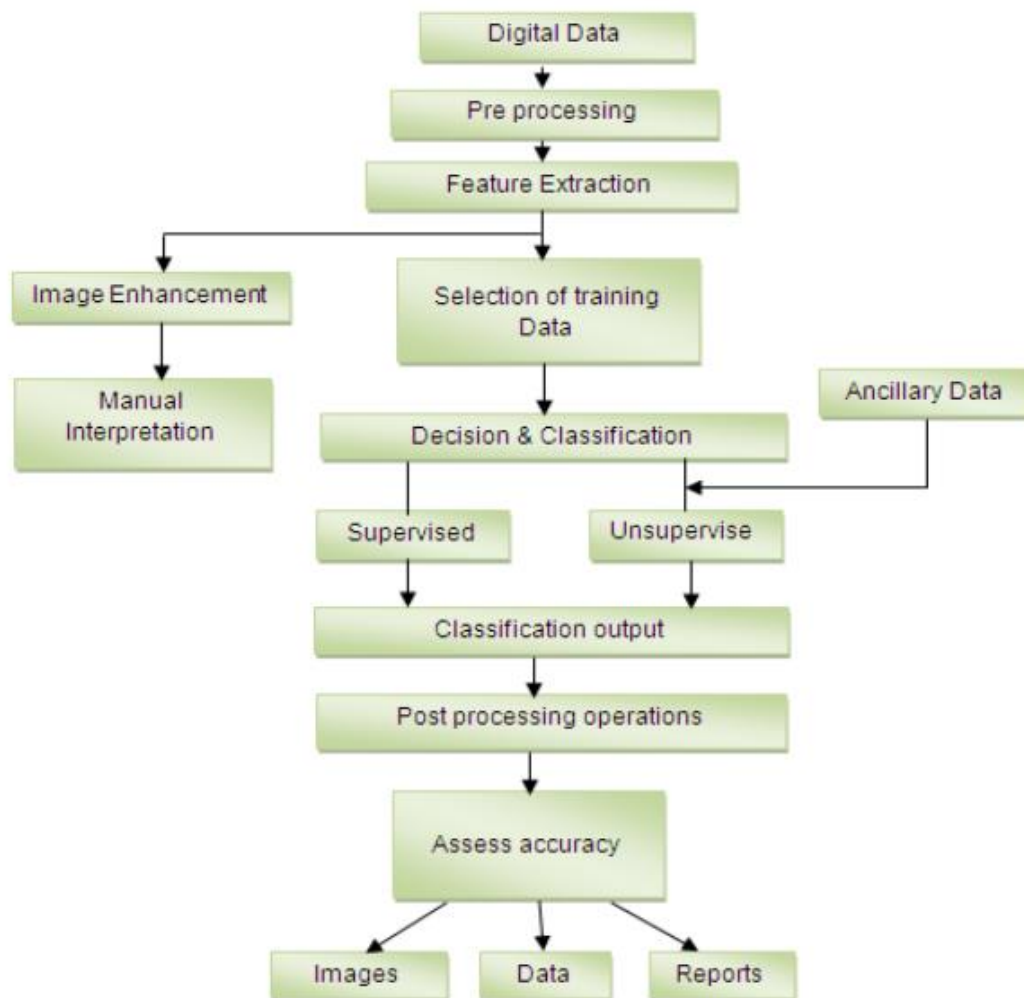 Digital Data
Pre processing
Feature Extraction
Image Enhancement
Selection of training
Data
Manual
Interpretation
Ancillary Data
Decision & Classification
Supervised
Unsupervise
Classification output
Post processing operations
Assess accuracy
Images
Data
Reports